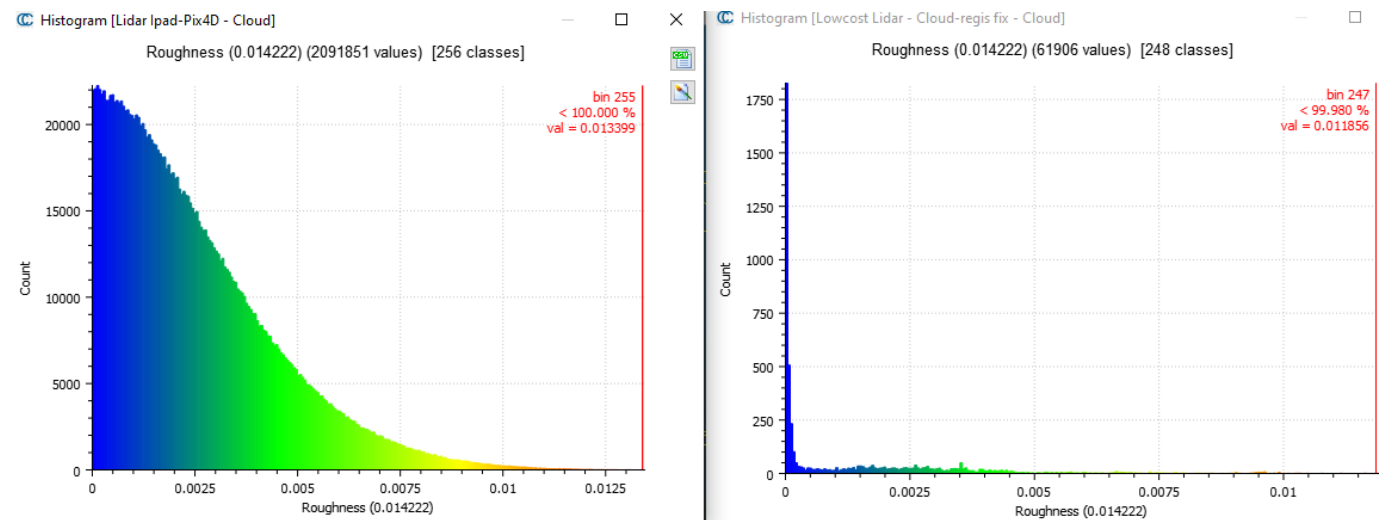 Histogram [Lidar Ipad-Pix4D - Cloud]
Roughness (0.014222) (2091851 values) [256 classes]
CSV
bin 255
< 100.000 %
val = 0.013399
20000
15000
10000
5000
0
Count
0
0.0025
0.005
0.0075
0.01
0.0125
Roughness (0.014222)
Histogram [Lowcost Lidar - Cloud-regis fix - Cloud]
Roughness (0.014222) (61906 values) [248 classes]
bin 247
< 99.980 %
val = 0.011856
1750
1500
1250
1000
750
500
250
0
Count
0
0.0025
0.005
0.0075
0.01
Roughness (0.014222)